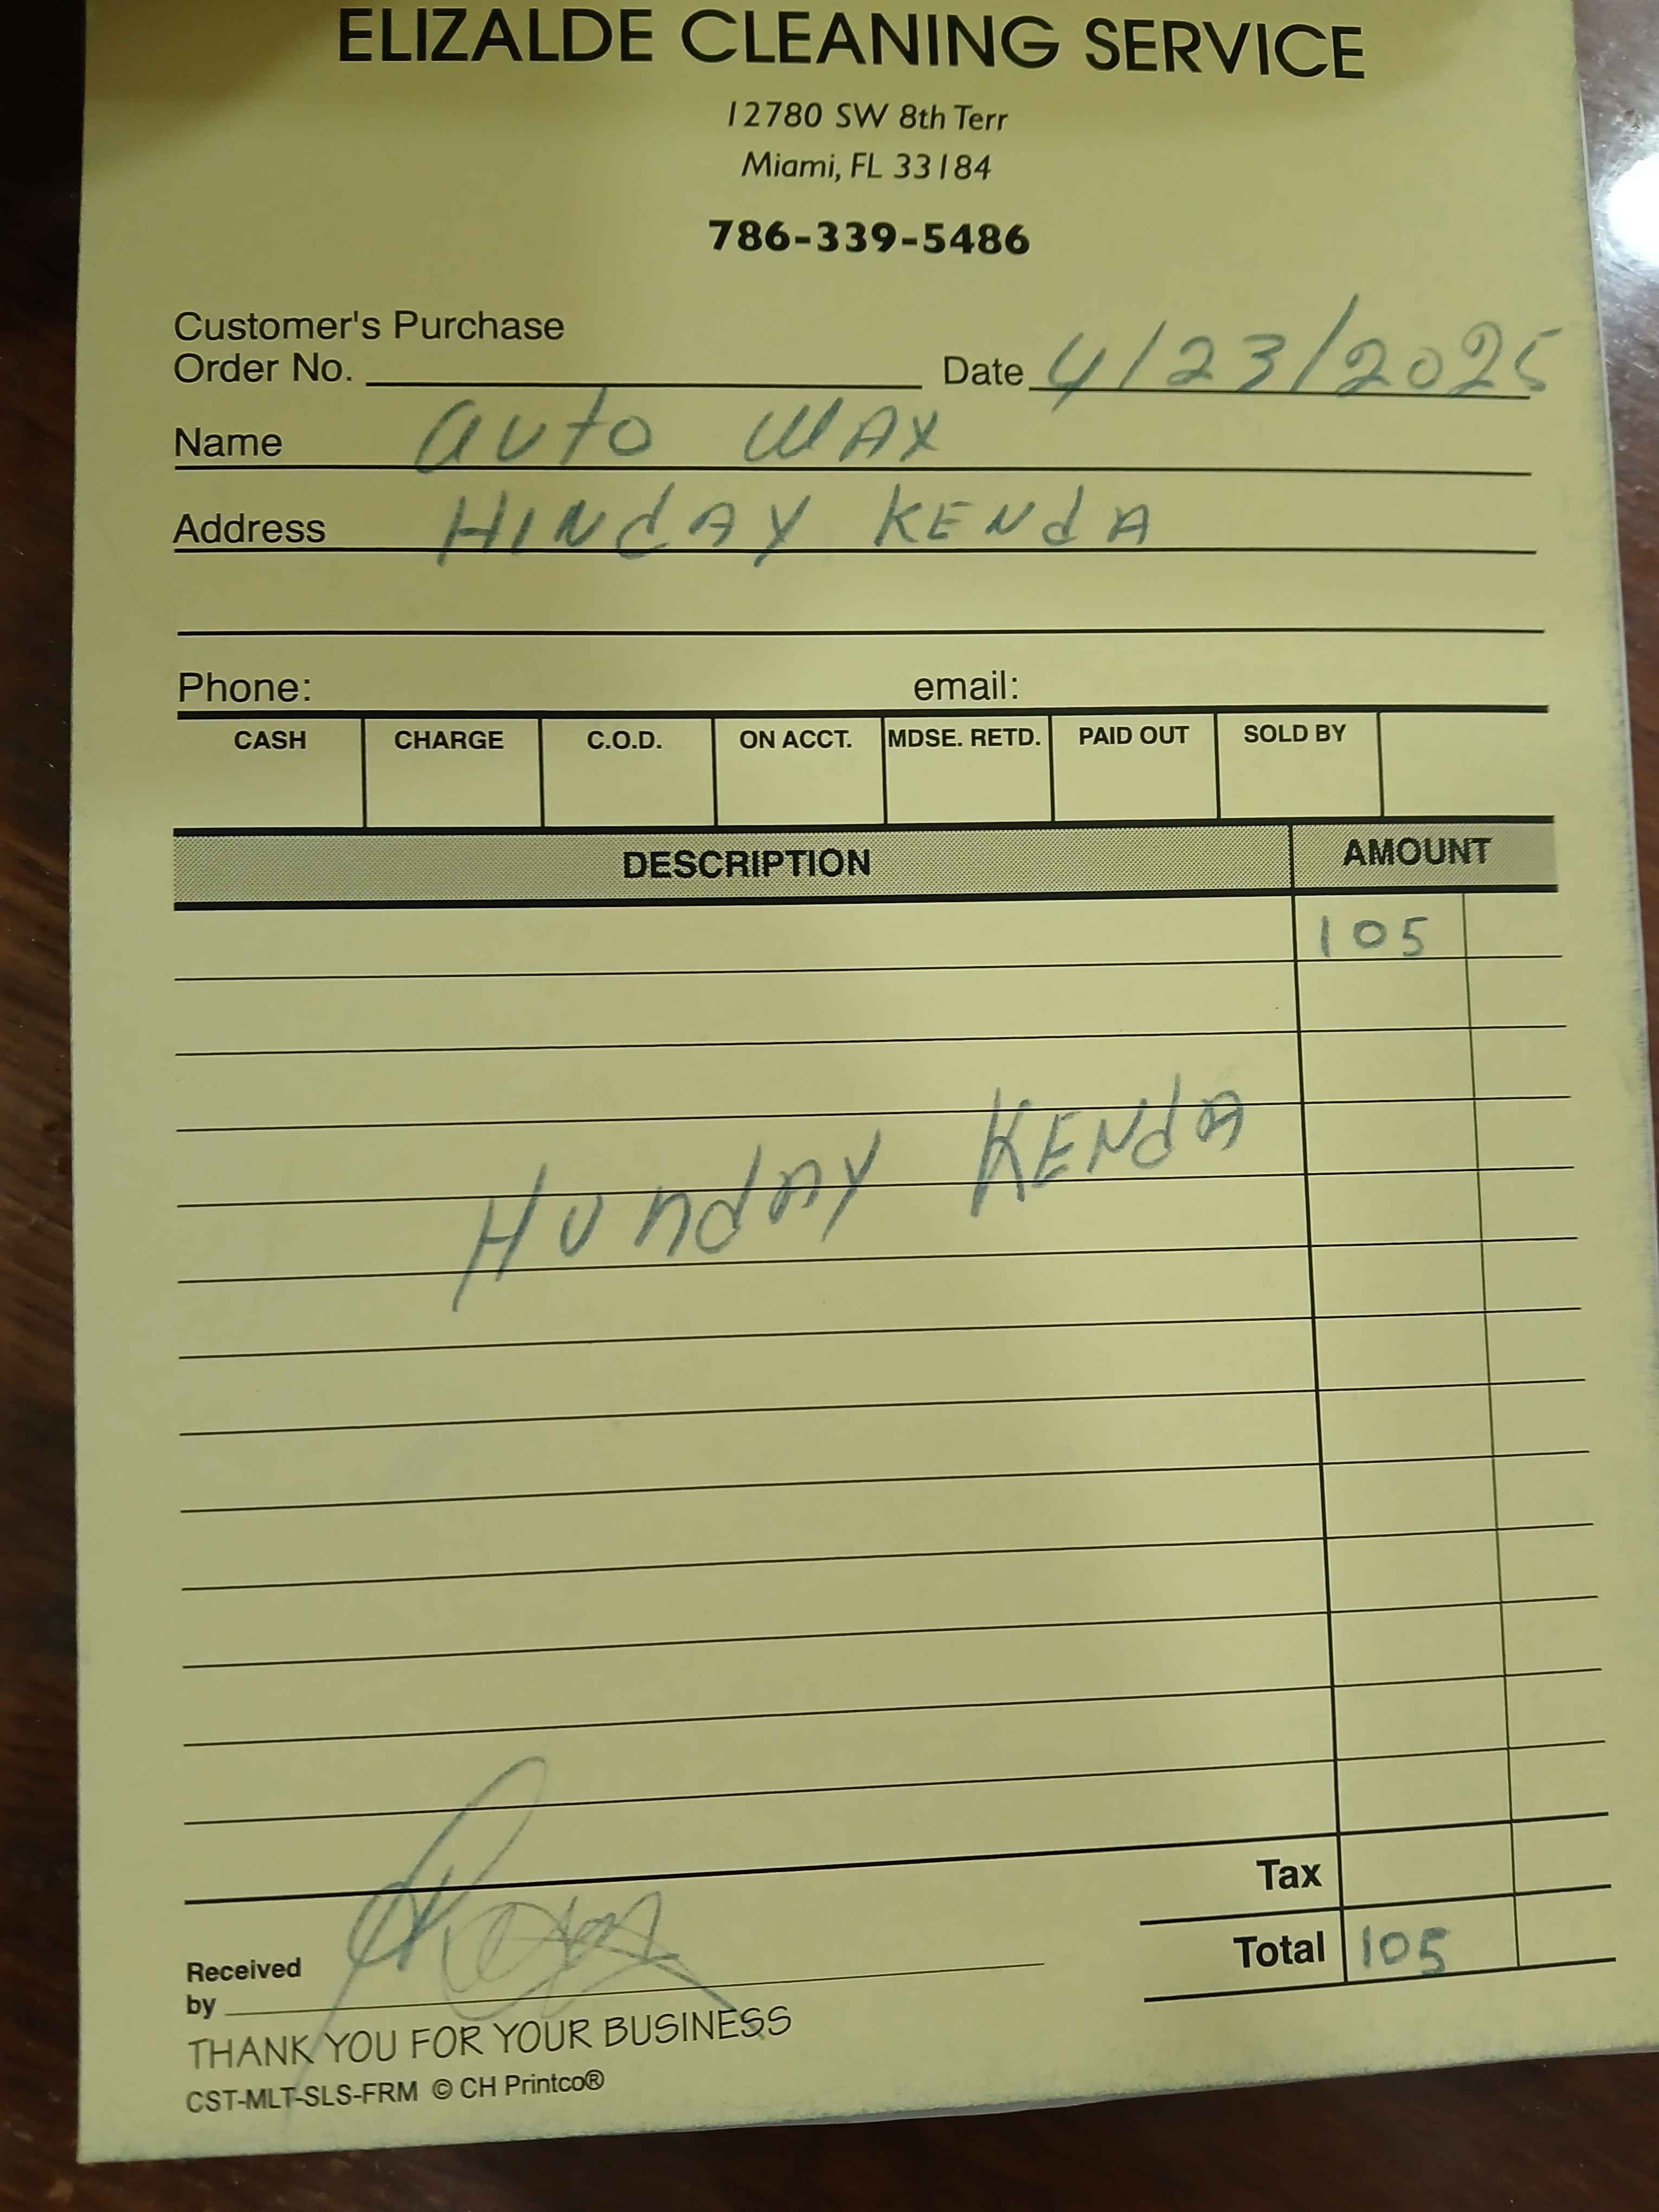 ELIZALDE CLEANING SERVICE
12780 SW 8th Terr
Miami, FL 33184
786-339-5486
Customer's Purchase
Order No. Date 4/23/2025
Name auto WAX
Address HINdAY KENdA
Phone: email:
CASH CHARGE C.O.D. ON ACCT. MDSE. RETD. PAID OUT SOLD BY
DESCRIPTION AMOUNT
105
HUndAY KENdA
Tax
Total 105
Received
by
THANK YOU FOR YOUR BUSINESS
CST-MLT-SLS-FRM © CH Printco®